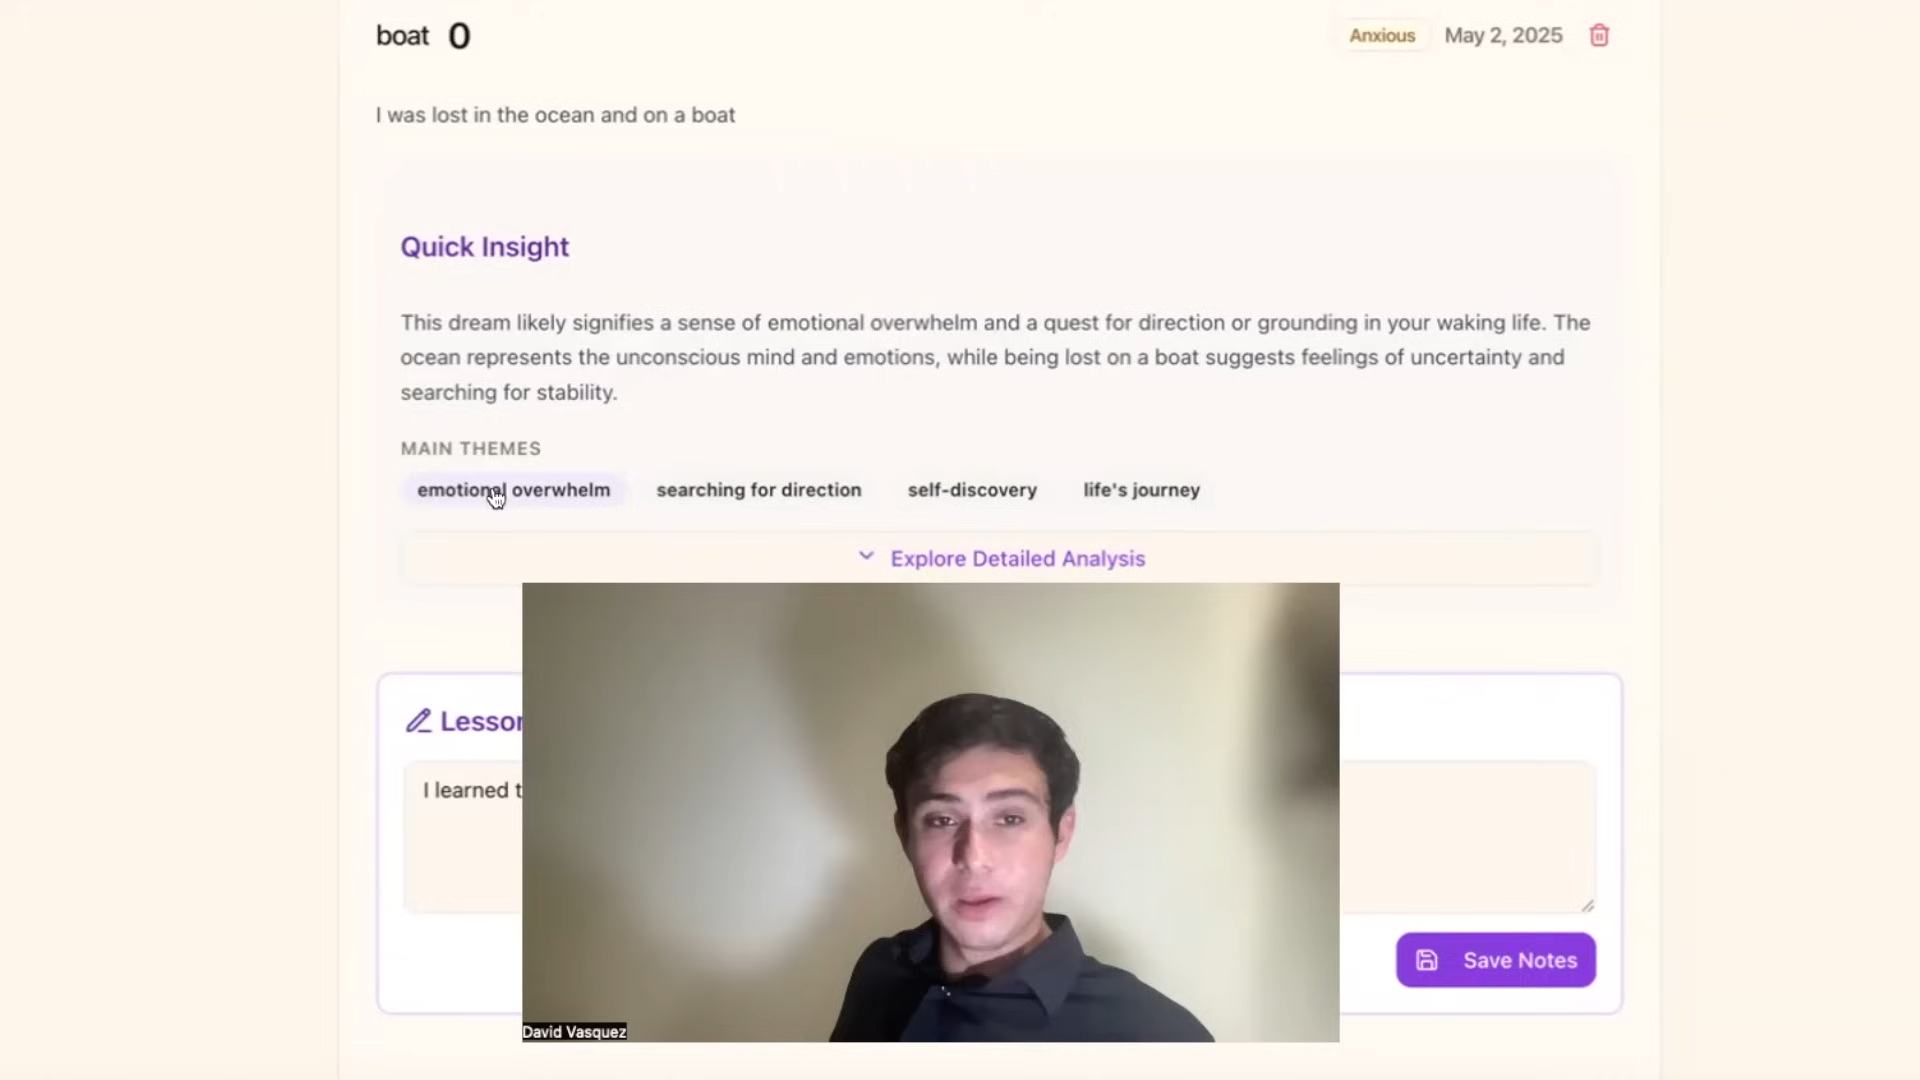 boat 0
Anxious May 2, 2025
I was lost in the ocean and on a boat
Quick Insight
This dream likely signifies a sense of emotional overwhelm and a quest for direction or grounding in your waking life. The
ocean represents the unconscious mind and emotions, while being lost on a boat suggests feelings of uncertainty and
searching for stability.
MAIN THEMES
emotional overwhelm searching for direction self-discovery life's journey
Explore Detailed Analysis
Lesson
I learned t
Save Notes
David Vasquez